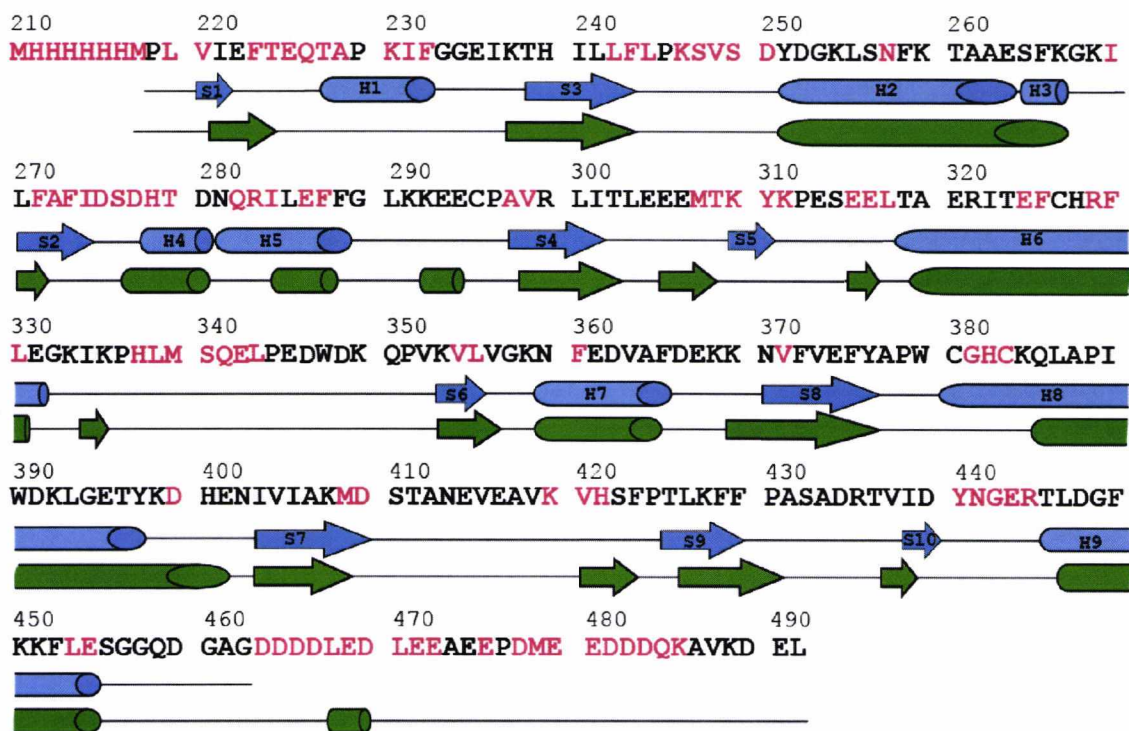 210 220 230 240 250 260
MHHHHHHMPL VIEFTEQTAP KIFGGEIKTH ILLFLPKSVS DYDGKLSNFK TAAESFKGKI
S1 H1 S3 H2 H3
270 280 290 300 310 320
LFAFIDSDHT DNQRILEFFG LKKEECPAVR LITLEEEMTK YKPESEELTA ERITEFCHRF
S2 H4 H5 S4 S5 H6
330 340 350 360 370 380
LEGKIKPHLM SQELPEDWDK QPVKVLVGKN FEDVAFDEKK NVFVEFYAPW CGHCKQLAPI
S6 H7 S8 H8
390 400 410 420 430 440
WDKLGETYKD HENIVIAKMD STANEVEAVK VHSFPTLKFF PASADRTVID YNGERTLDGF
S7 S9 S10 H9
450 460 470 480 490
KKFLESGGQD GAGDDDDLED LEEAEEPDME EDDDQKAVKD EL